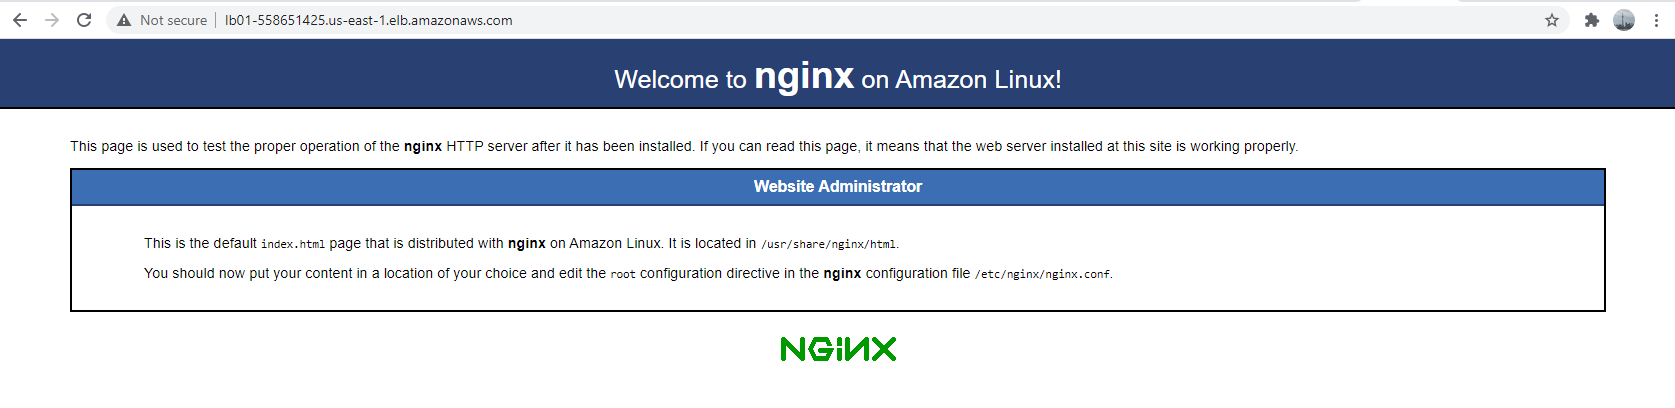 Not secure | lb01-558651425.us-east-1.elb.amazonaws.com
Welcome to nginx on Amazon Linux!
This page is used to test the proper operation of the nginx HTTP server after it has been installed. If you can read this page, it means that the web server installed at this site is working properly.
Website Administrator
This is the default index.html page that is distributed with nginx on Amazon Linux. It is located in /usr/share/nginx/html.
You should now put your content in a location of your choice and edit the root configuration directive in the nginx configuration file /etc/nginx/nginx.conf.
NGINX